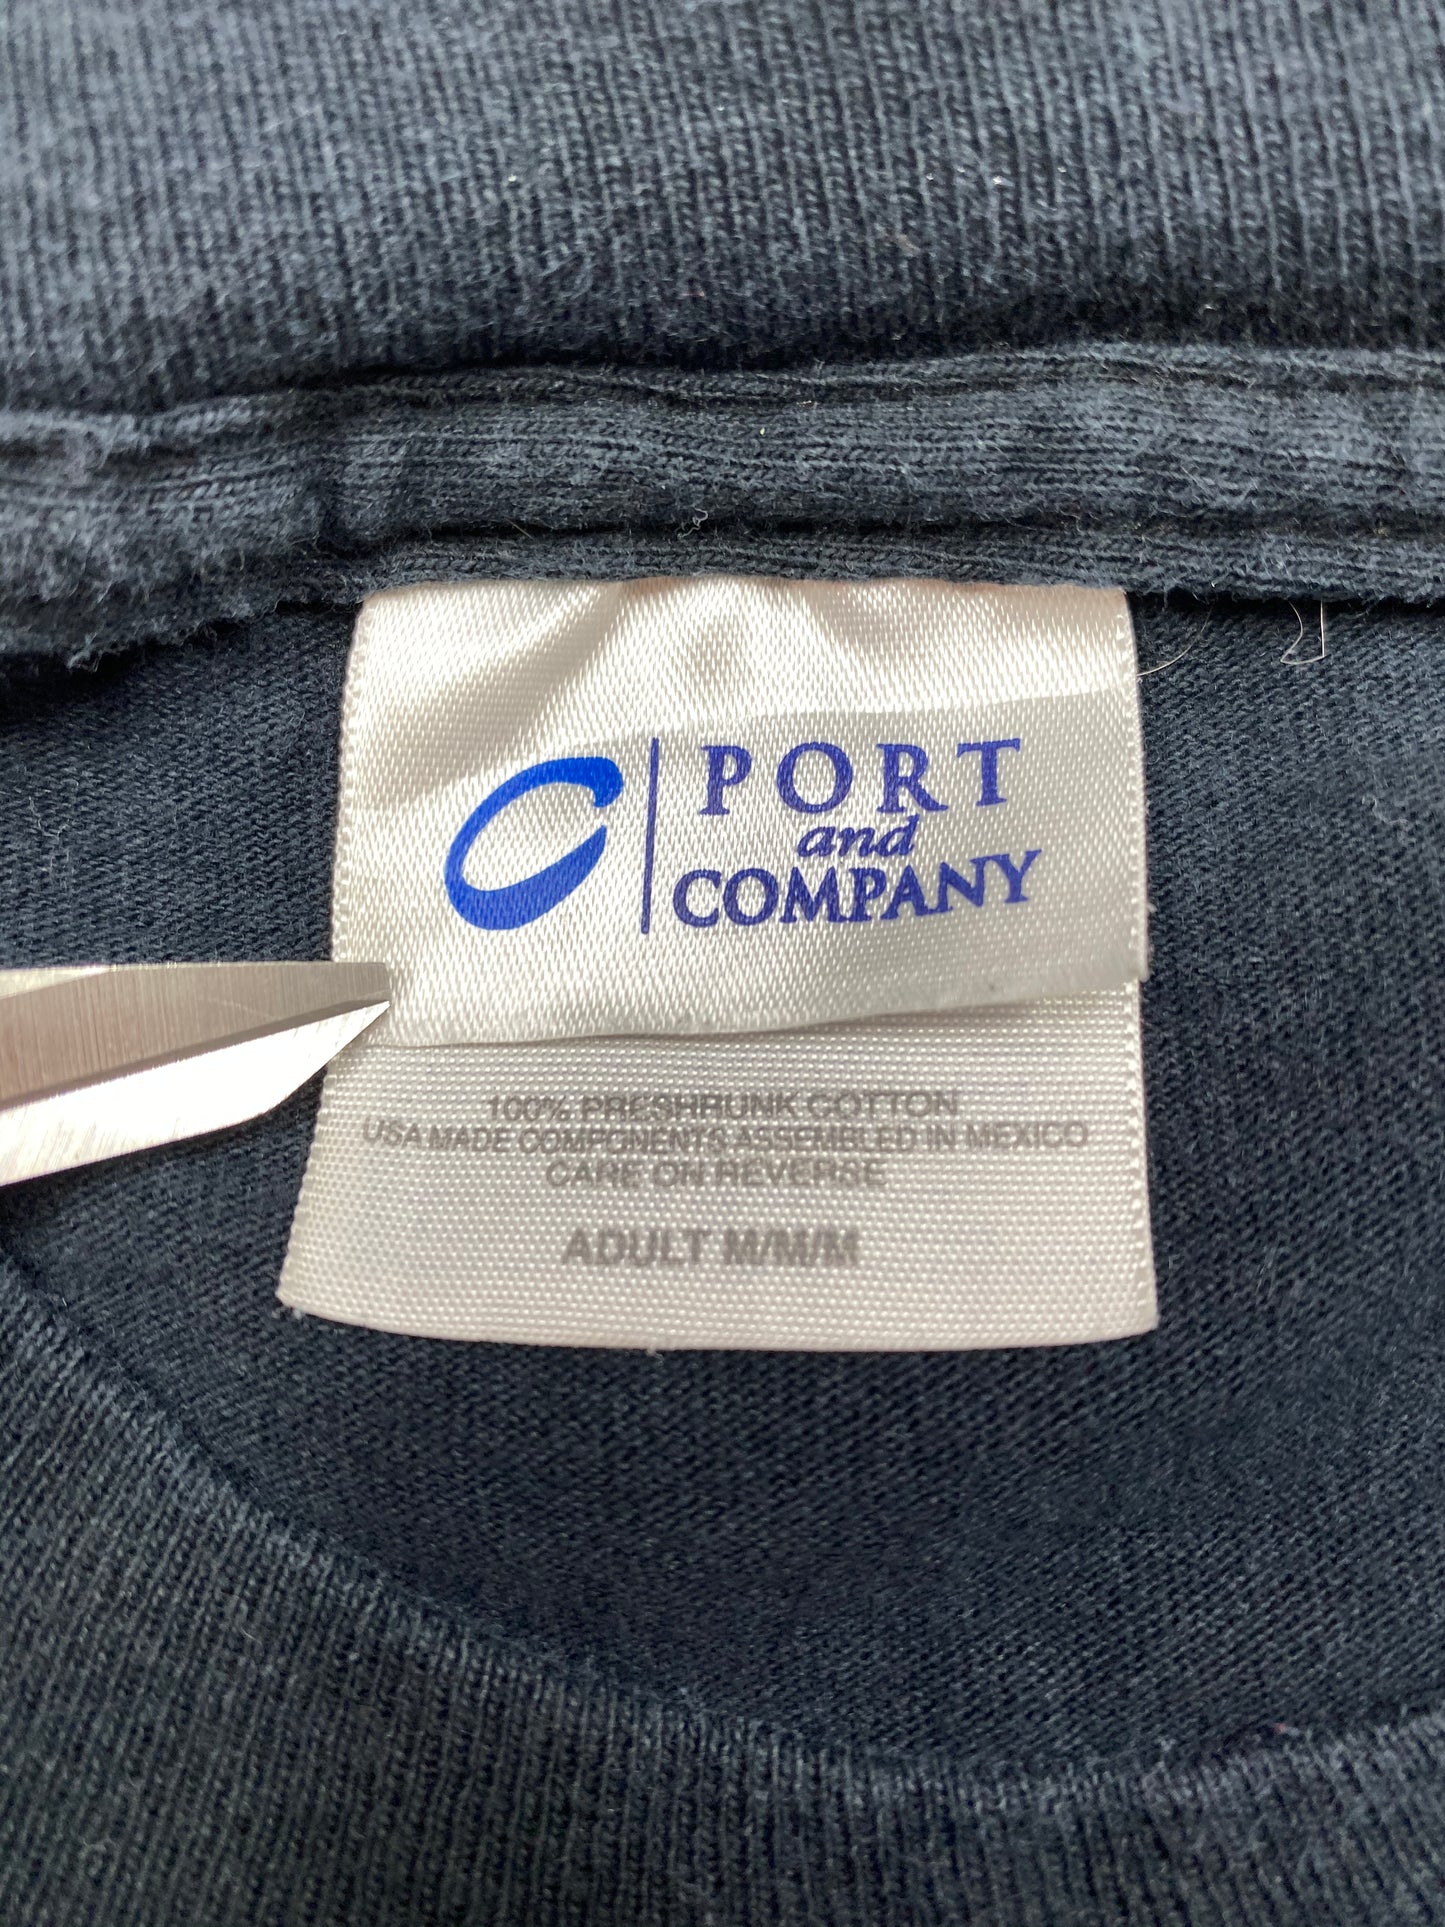 PORT
and
COMPANY
100% PRESHRUNK COTTON
USA MADE COMPONENTS ASSEMBLED IN MEXICO
CARE ON REVERSE
ADULT M/M/M